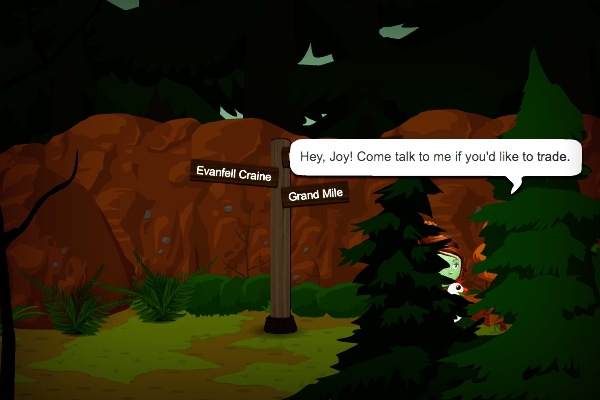 Hey, Joy! Come talk to me if you'd like to trade.
Evanfell Craine
Grand Mile